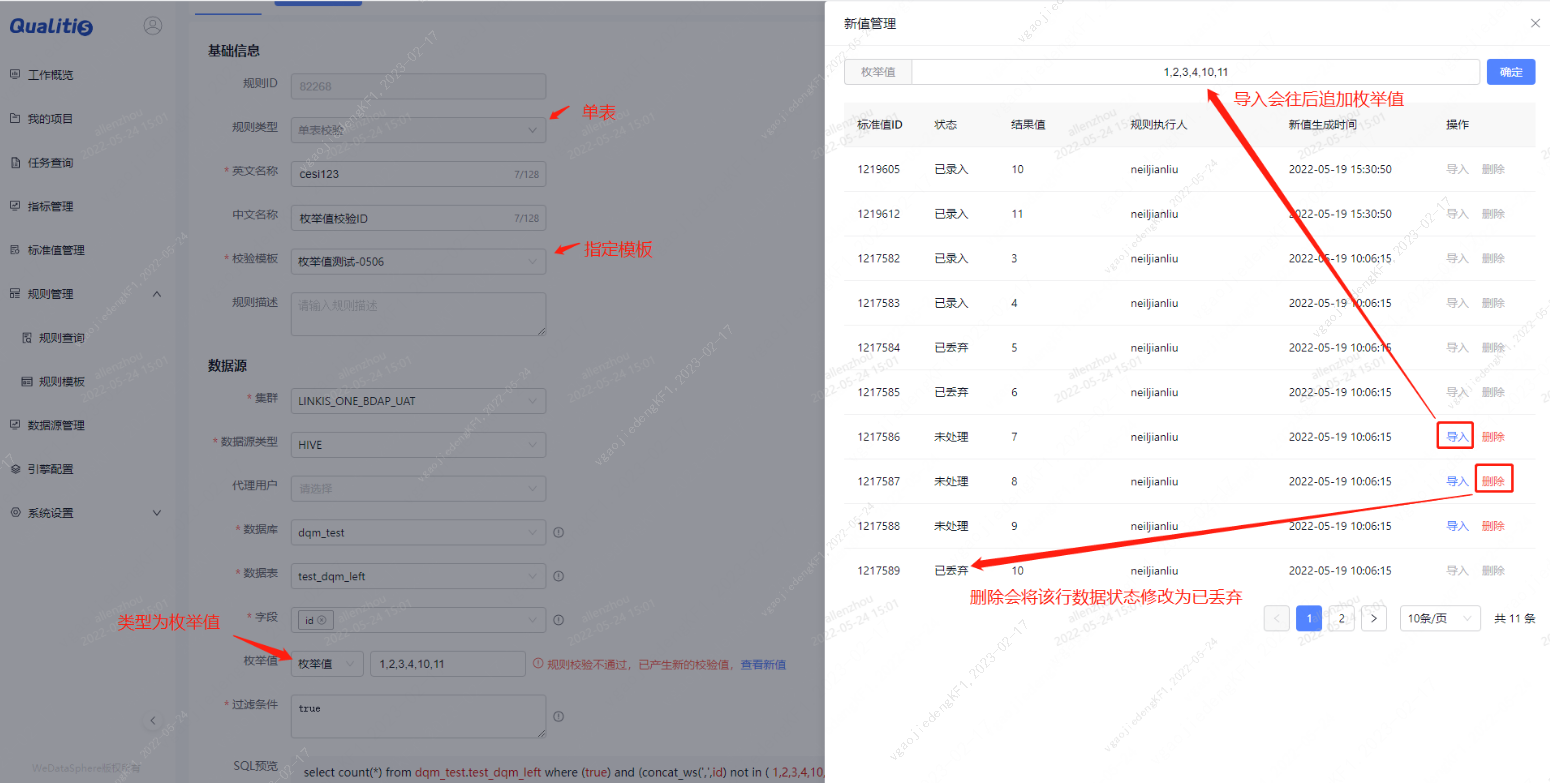 Qualitis
工作概览
我的项目
任务查询
指标管理
标准值管理
规则管理
规则查询
规则模板
数据源管理
引擎配置
系统设置
WeDataSphere版权所有
基础信息
规则ID 82268
规则类型 单表校验
单表
* 英文名称 cesi123 7/128
中文名称 枚举值校验ID 7/128
* 校验模板 枚举值测试-0506
指定模板
规则描述 请输入规则描述
数据源
* 集群 LINKIS_ONE_BDAP_UAT
* 数据源类型 HIVE
代理用户 请选择
* 数据库 dqm_test
* 数据表 test_dqm_left
* 字段 id
类型为枚举值
枚举值 枚举值 1,2,3,4,10,11 规则校验不通过，已产生新的校验值，查看新值
* 过滤条件 true
SQL预览 select count(*) from dqm_test.test_dqm_left where (true) and (concat_ws(',',id) not in ( 1,2,3,4,10,
新值管理
枚举值 1,2,3,4,10,11 确定
导入会往后追加枚举值
标准值ID 状态 结果值 规则执行人 新值生成时间 操作
1219605 已录入 10 neiljianliu 2022-05-19 15:30:50 导入 删除
1219612 已录入 11 neiljianliu 2022-05-19 15:30:50 导入 删除
1217582 已录入 3 neiljianliu 2022-05-19 10:06:15 导入 删除
1217583 已录入 4 neiljianliu 2022-05-19 10:06:15 导入 删除
1217584 已丢弃 5 neiljianliu 2022-05-19 10:06:15 导入 删除
1217585 已丢弃 6 neiljianliu 2022-05-19 10:06:15 导入 删除
1217586 未处理 7 neiljianliu 2022-05-19 10:06:15 导入 删除
1217587 未处理 8 neiljianliu 2022-05-19 10:06:15 导入 删除
1217588 未处理 9 neiljianliu 2022-05-19 10:06:15 导入 删除
1217589 已丢弃 10 neiljianliu 2022-05-19 10:06:15 导入 删除
删除会将该行数据状态修改为已丢弃
1 2 10条/页 共 11 条
allenzhou
2022-05-24 15:01
vgaojiedengKF1,2023-02-17